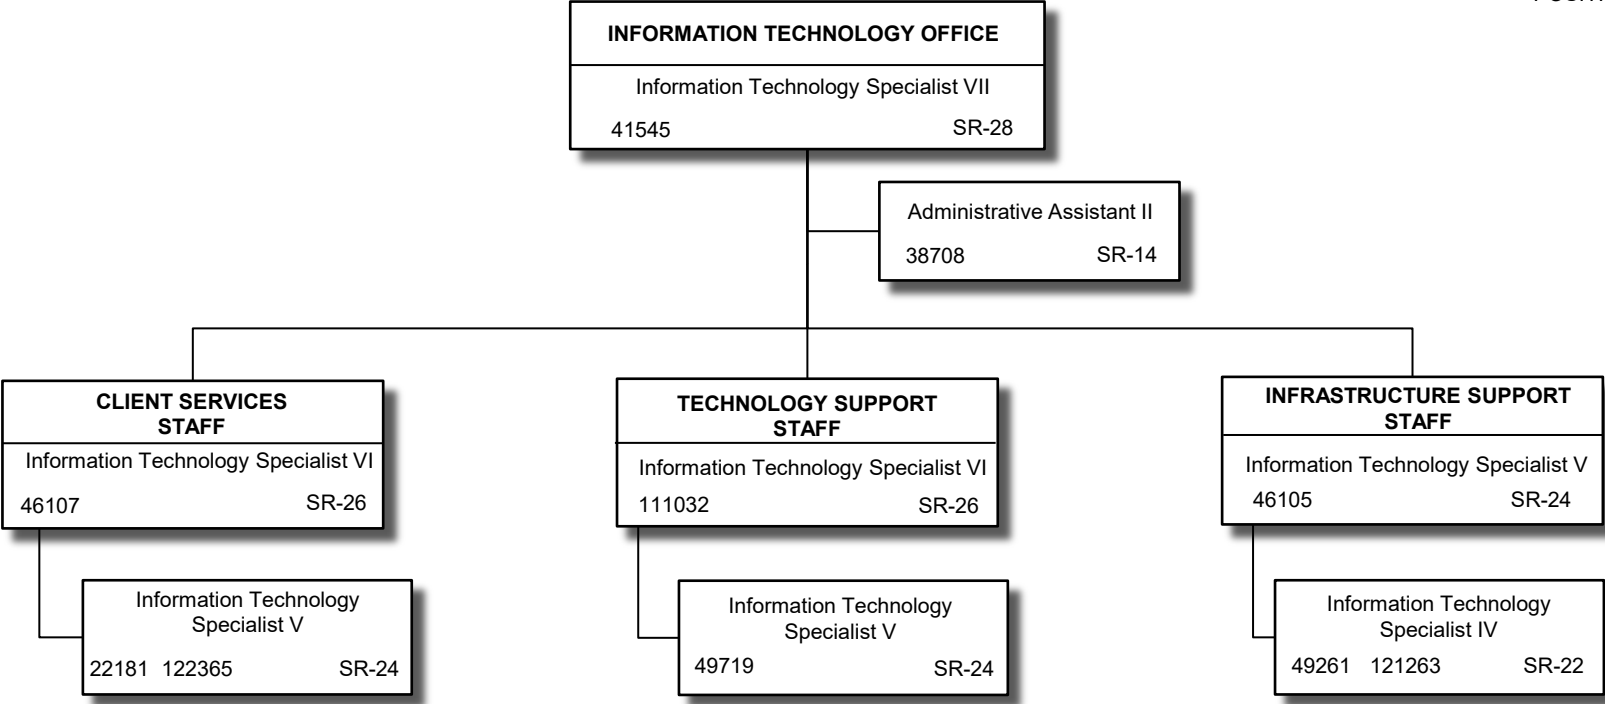 INFORMATION TECHNOLOGY OFFICE
Information Technology Specialist VII
41545 SR-28
Administrative Assistant II
38708 SR-14
CLIENT SERVICES
STAFF
Information Technology Specialist VI
46107 SR-26
Information Technology
Specialist V
22181 122365 SR-24
TECHNOLOGY SUPPORT
STAFF
Information Technology Specialist VI
111032 SR-26
Information Technology
Specialist V
49719 SR-24
INFRASTRUCTURE SUPPORT
STAFF
Information Technology Specialist V
46105 SR-24
Information Technology
Specialist IV
49261 121263 SR-22